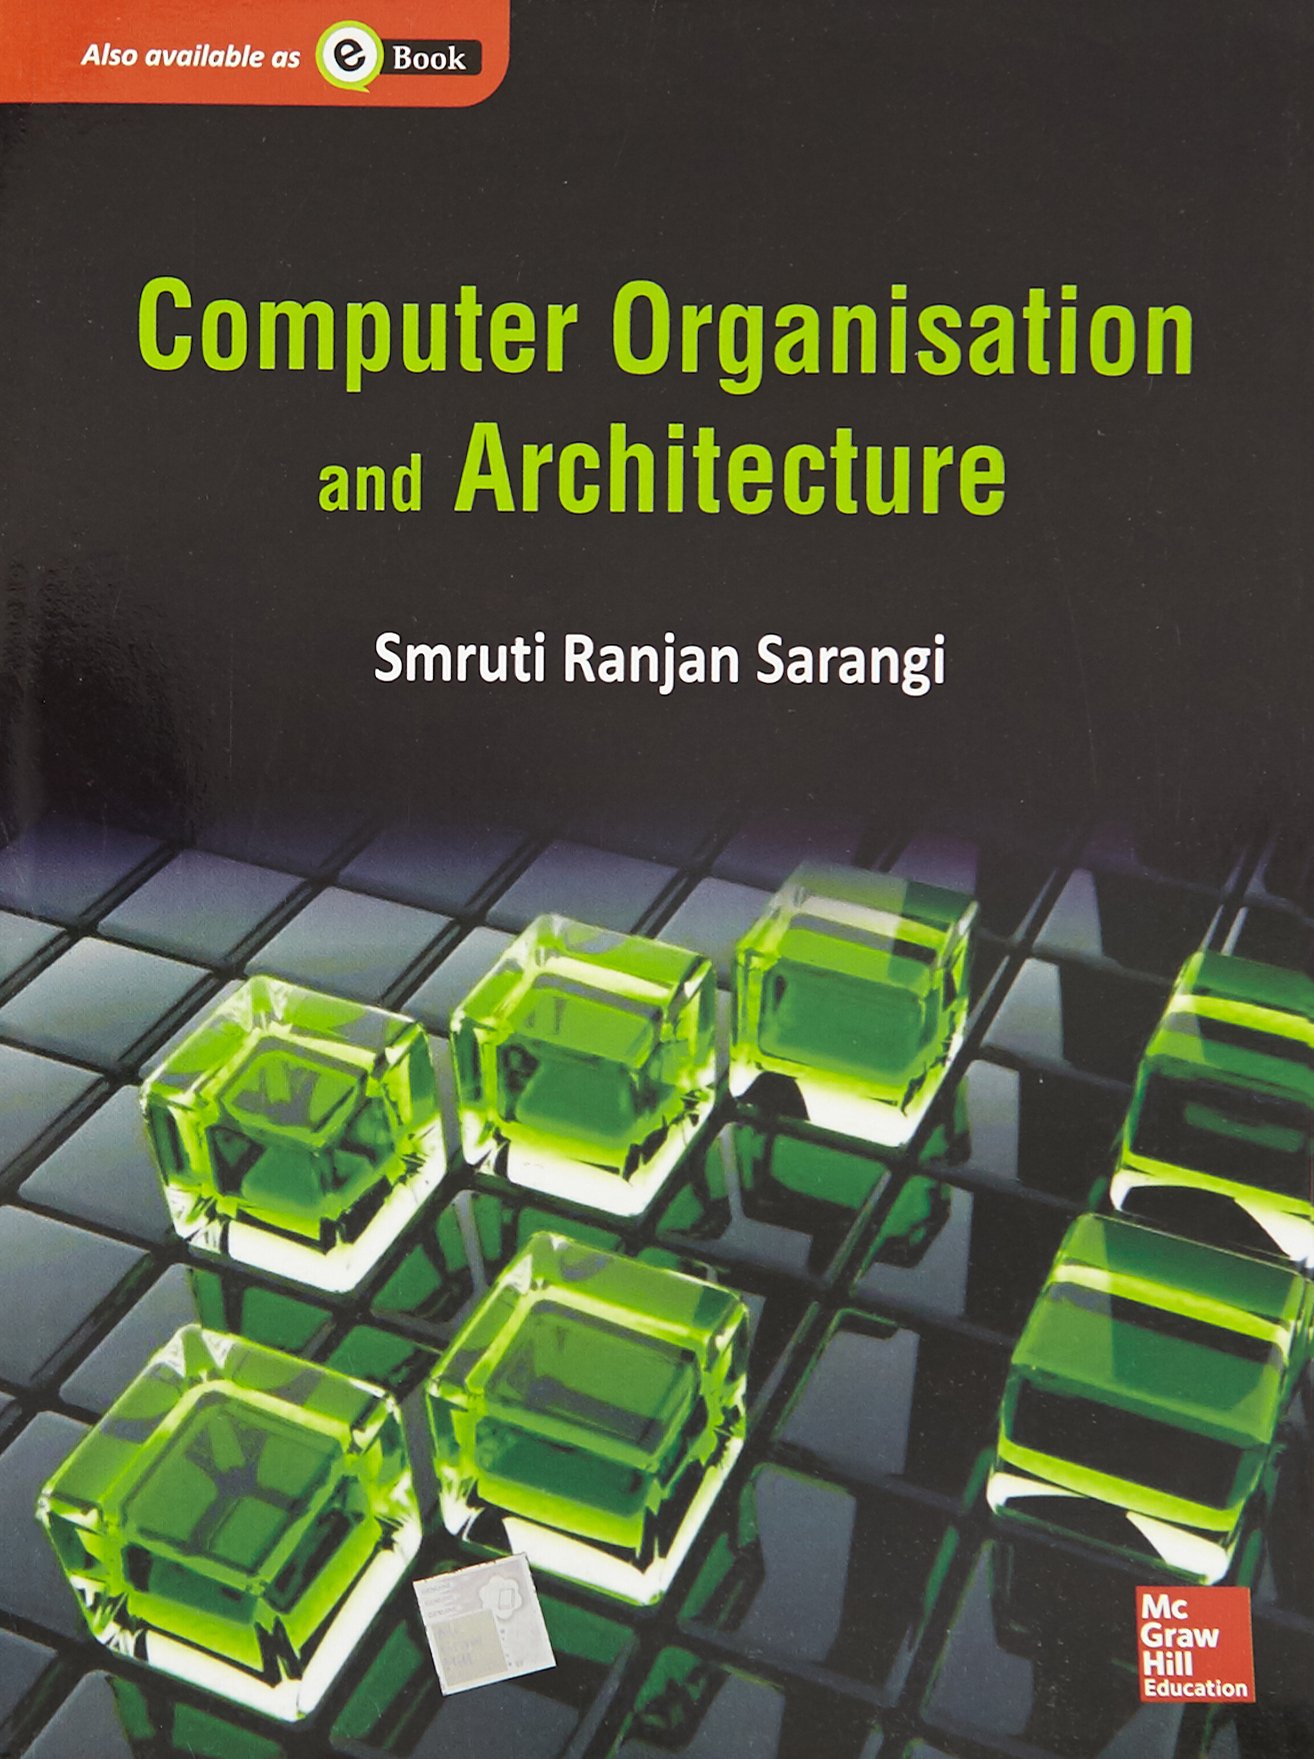 Also available as e Book
Computer Organisation
and Architecture
Smruti Ranjan Sarangi
Mc
Graw
Hill
Education